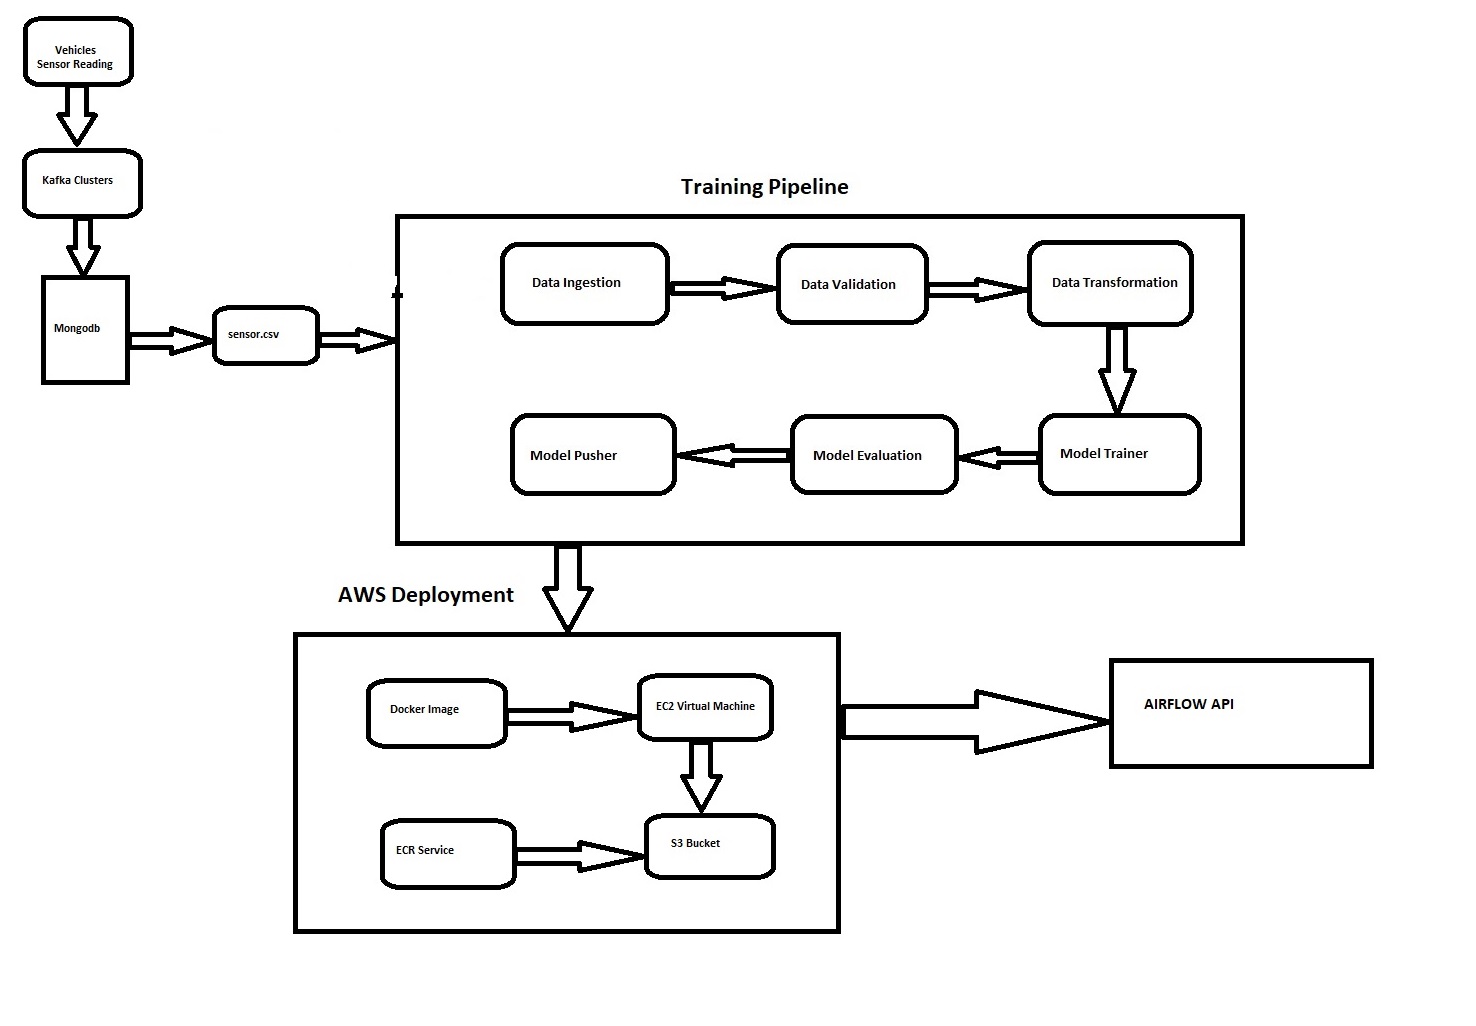 Vehicles
Sensor Reading
Kafka Clusters
Mongodb
sensor.csv
Training Pipeline
Data Ingestion
Data Validation
Data Transformation
Model Pusher
Model Evaluation
Model Trainer
AWS Deployment
Docker Image
EC2 Virtual Machine
ECR Service
S3 Bucket
AIRFLOW API